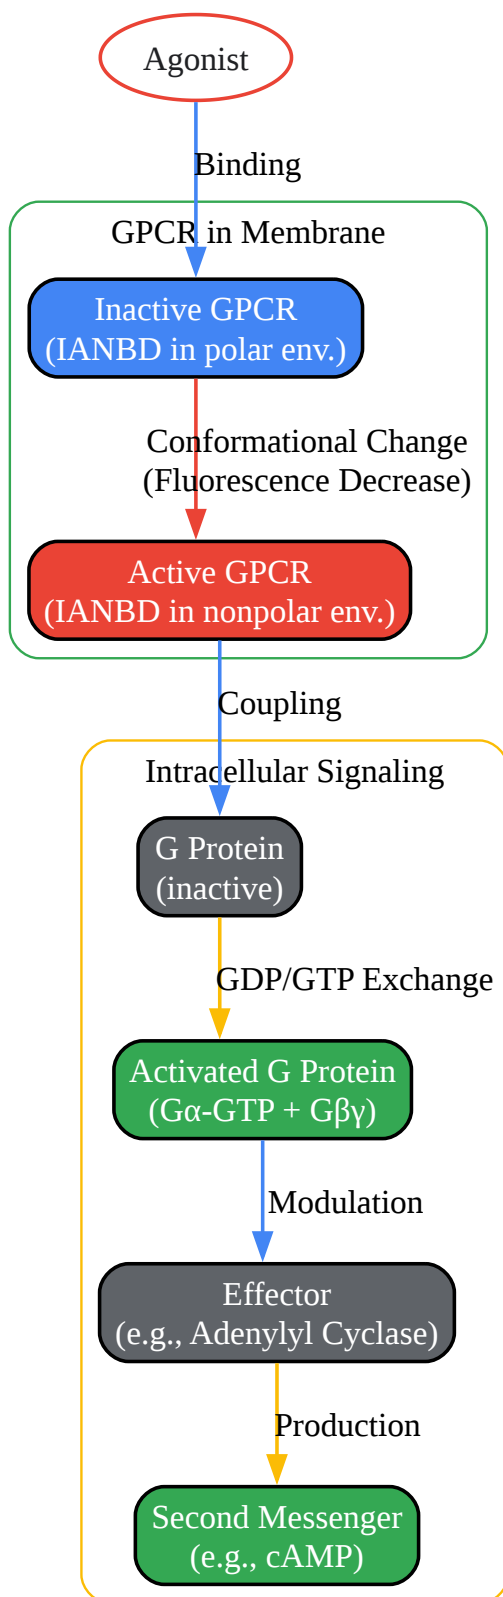 Agonist
Binding
GPCR in Membrane
Inactive GPCR
(IANBD in polar env.)
Conformational Change
(Fluorescence Decrease)
Active GPCR
(IANBD in nonpolar env.)
Coupling
Intracellular Signaling
G Protein
(inactive)
GDP/GTP Exchange
Activated G Protein
(Gα-GTP + Gβγ)
Modulation
Effector
(e.g., Adenylyl Cyclase)
Production
Second Messenger
(e.g., cAMP)